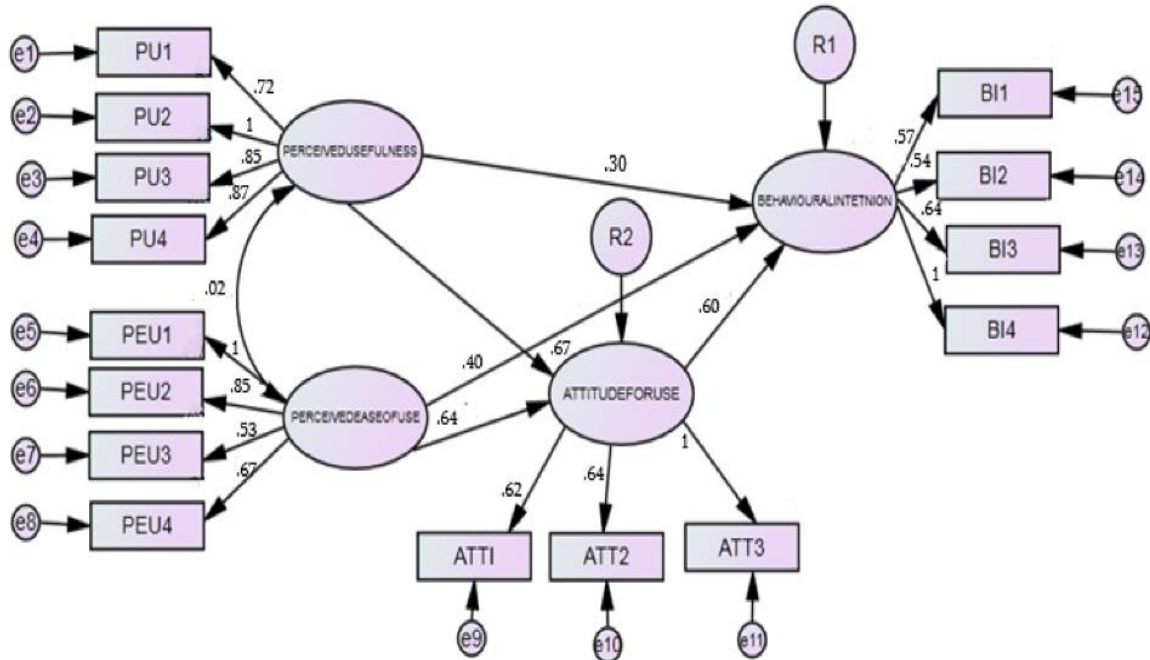 e1
PU1
.72
e2
PU2
1
e3
PU3
.85
e4
PU4
.87
PERCEIVEDUSEFULNESS
.30
R1
BEHAVIOURALINTETNION
.57
BI1
e15
.54
BI2
e14
.64
BI3
e13
1
BI4
e12
R2
.02
e5
PEU1
1
e6
PEU2
.85
e7
PEU3
.53
e8
PEU4
.67
PERCEIVEDEASEOFUSE
.40
.64
.67
ATTITUDEFORUSE
.60
.62
.64
1
ATTI
ATT2
ATT3
e9
e10
e11